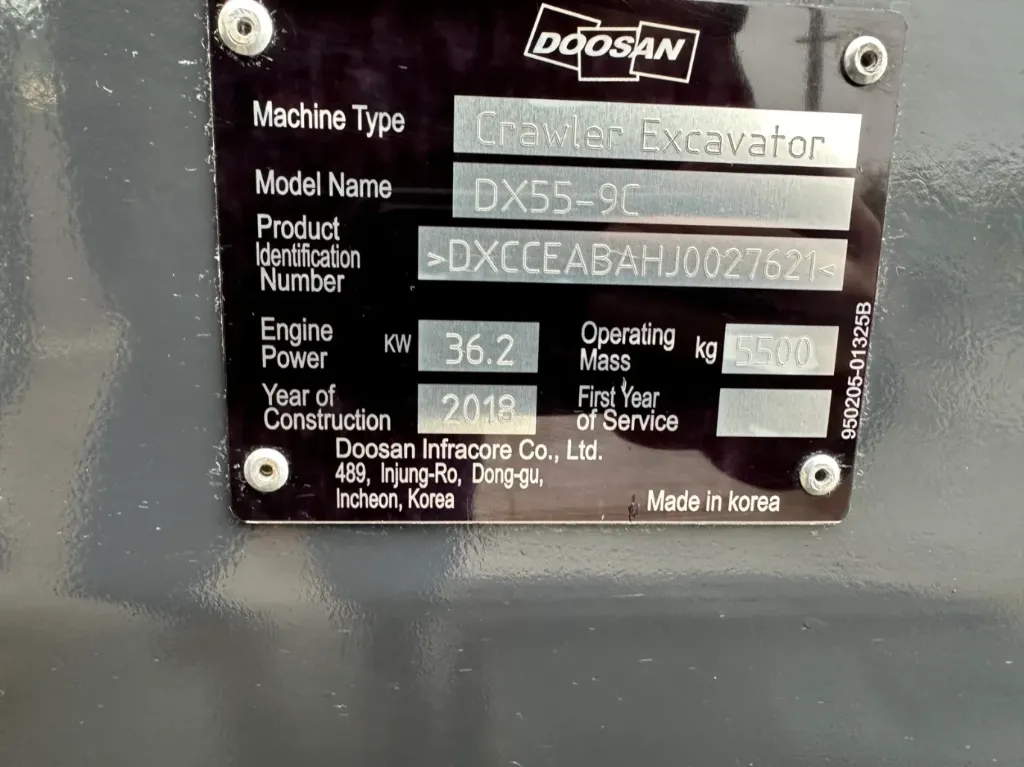 DOOSAN
Machine Type Crawler Excavator
Model Name DX55-9C
Product
Identification >DXCCEABAHJ0027621<
Number
Engine
Power KW 36.2
Operating
Mass kg 5500
Year of
Construction 2018
First Year
of Service
Doosan Infracore Co., Ltd.
489, Injung-Ro, Dong-gu,
Incheon, Korea
Made in korea
950205-01325B